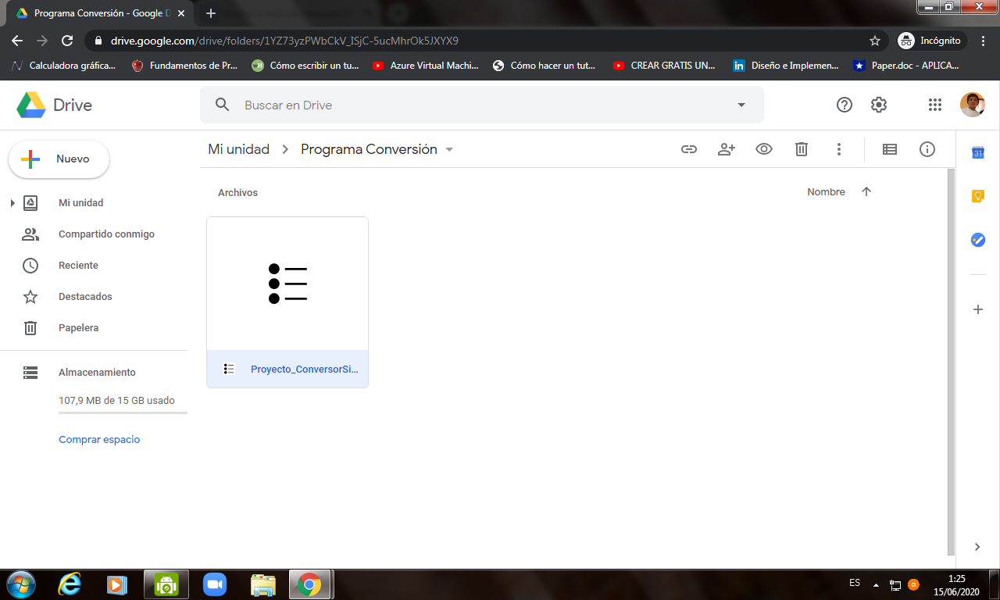 Programa Conversión - Google D
drive.google.com/drive/folders/1YZ73yzPWbCkV_ISjC-5ucMhrOk5JXYX9
Incógnito
Calculadora gráfica...
Fundamentos de Pr...
Cómo escribir un tu...
Azure Virtual Machi...
Cómo hacer un tut...
CREAR GRATIS UN...
Diseño e Implemen...
Paper.doc - APLICA...
Drive
Buscar en Drive
Nuevo
Mi unidad
Compartido conmigo
Reciente
Destacados
Papelera
Almacenamiento
107,9 MB de 15 GB usado
Comprar espacio
Mi unidad > Programa Conversión
Archivos
Nombre
Proyecto_ConversorSi...
31
ES
1:25
15/06/2020